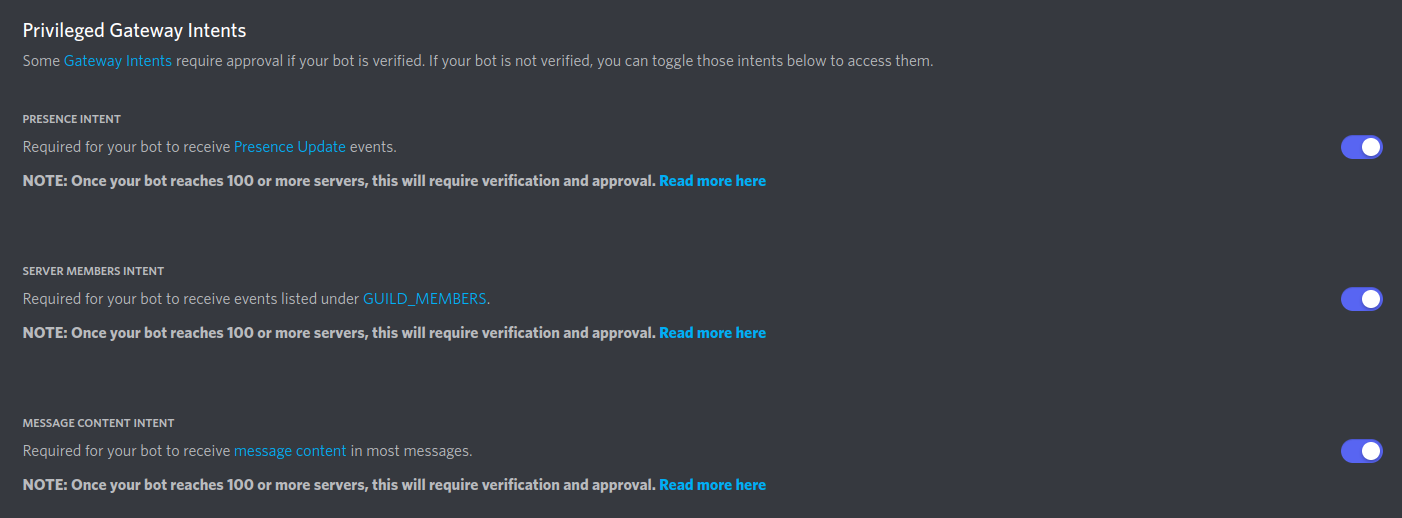 Privileged Gateway Intents
Some Gateway Intents require approval if your bot is verified. If your bot is not verified, you can toggle those intents below to access them.
PRESENCE INTENT
Required for your bot to receive Presence Update events.
NOTE: Once your bot reaches 100 or more servers, this will require verification and approval. Read more here
SERVER MEMBERS INTENT
Required for your bot to receive events listed under GUILD_MEMBERS.
NOTE: Once your bot reaches 100 or more servers, this will require verification and approval. Read more here
MESSAGE CONTENT INTENT
Required for your bot to receive message content in most messages.
NOTE: Once your bot reaches 100 or more servers, this will require verification and approval. Read more here